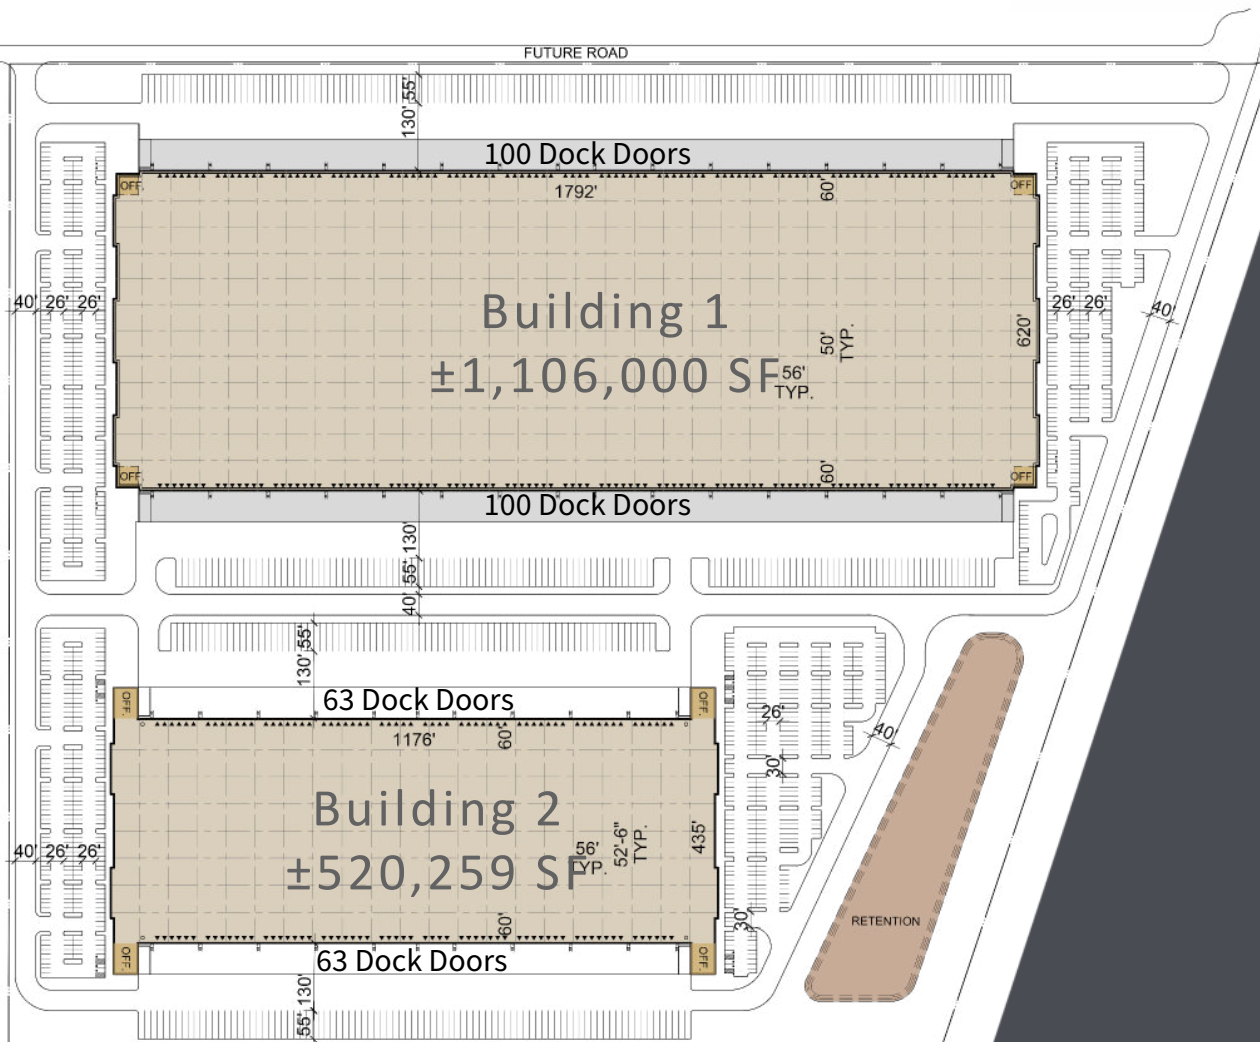 FUTURE ROAD
55'
130'
100 Dock Doors
OFF.
1792'
60'
OFF
Building 1
±1,106,000 SF
40' 26' 26'
50'
TYP.
56'
TYP.
620'
26' 26'
40'
OFF
60'
OFF
100 Dock Doors
130'
55'
40'
55'
130'
63 Dock Doors
OFF.
OFF.
1176'
60'
26'
30'
40'
Building 2
±520,259 SF
56'
TYP.
52'-6"
TYP.
435'
40' 26' 26'
60'
30'
RETENTION
OFF.
OFF.
63 Dock Doors
130'
55'